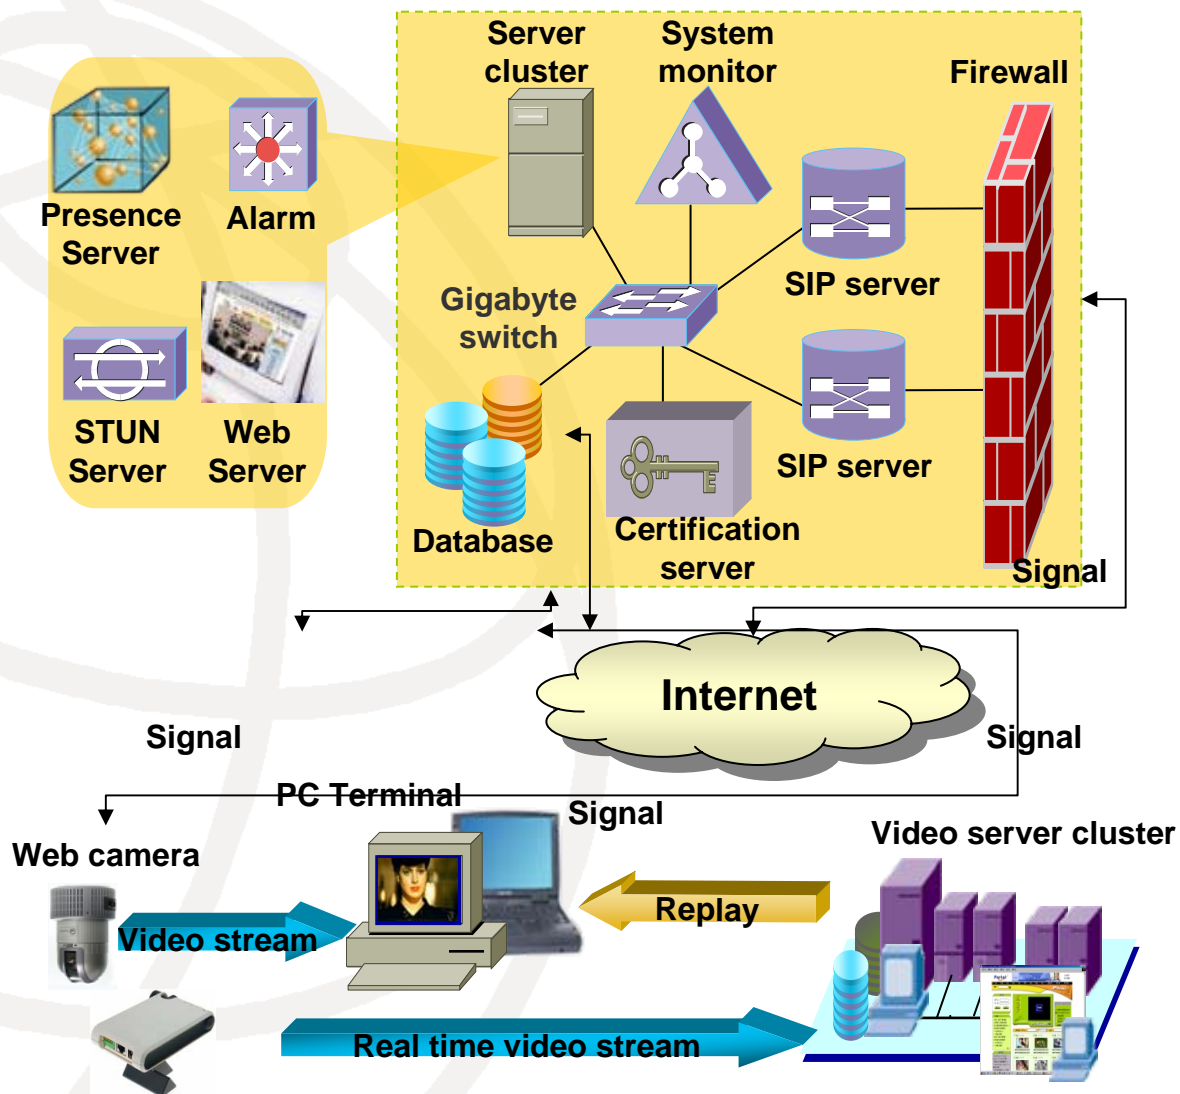 Server
cluster
System
monitor
Firewall
Presence
Server
Alarm
SIP server
Gigabyte
switch
STUN
Server
Web
Server
SIP server
Database
Certification
server
Signal
Internet
Signal
Signal
PC Terminal
Signal
Video server cluster
Web camera
Replay
Video stream
Real time video stream